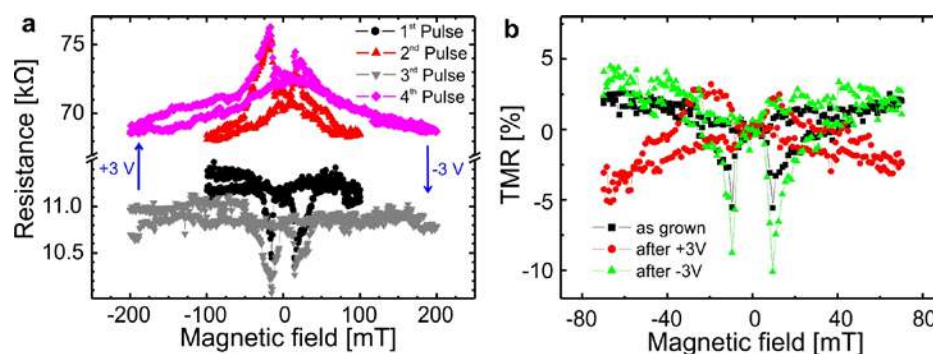 a
Resistance [kΩ]
75
70
11.0
10.5
1st Pulse
2nd Pulse
3rd Pulse
4th Pulse
+3 V
-3 V
-200 -100 0 100 200
Magnetic field [mT]
b
TMR [%]
5
0
-5
-10
as grown
after +3V
after -3V
-80 -40 0 40 80
Magnetic field [mT]